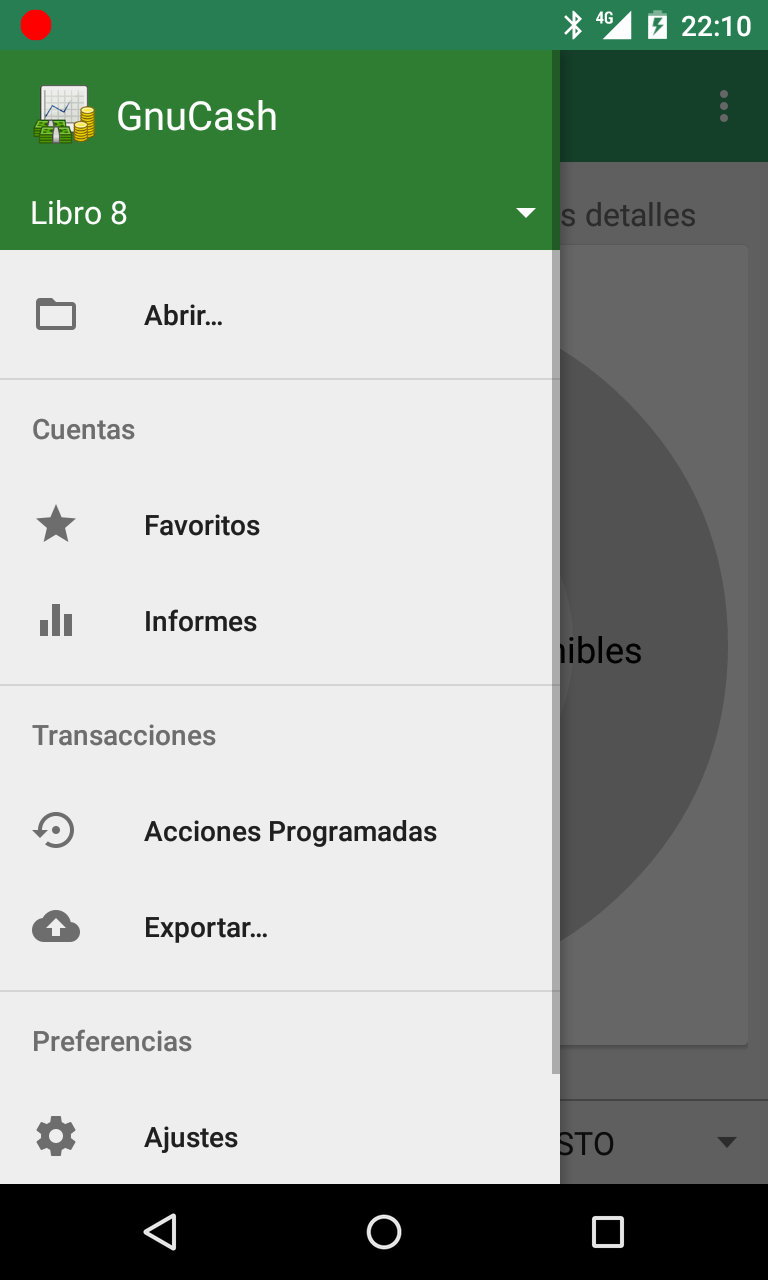 4G 22:10
GnuCash
Libro 8
s detalles
Abrir...
Cuentas
Favoritos
Informes
nibles
Transacciones
Acciones Programadas
Exportar...
Preferencias
Ajustes
STO